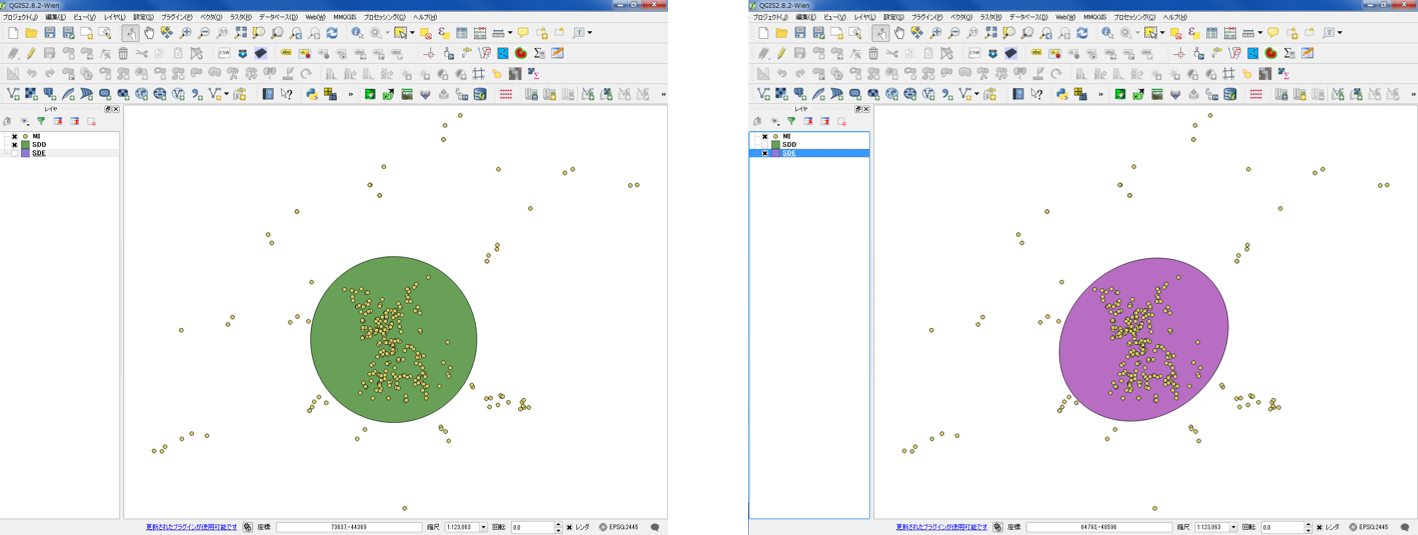 QGIS2.8.2-Wien
プロジェクト(J) 編集(E) ビュー(V) レイヤ(L) 設定(S) プラグイン(P) ベクタ(O) ラスタ(R) データベース(D) Web(W) MMQGIS プロセッシング(C) ヘルプ(H)
CSW
abc
レイヤ
MI
SDD
SDE
更新されたプラグインが使用可能です 座標: 73637,-44369 縮尺 1:123,063 回転: 0.0 レンダ EPSG:2445
QGIS2.8.2-Wien
プロジェクト(J) 編集(E) ビュー(V) レイヤ(L) 設定(S) プラグイン(P) ベクタ(O) ラスタ(R) データベース(D) Web(W) MMQGIS プロセッシング(C) ヘルプ(H)
CSW
abc
レイヤ
MI
SDD
SDE
更新されたプラグインが使用可能です 座標: 64793,-48596 縮尺 1:123,063 回転: 0.0 レンダ EPSG:2445